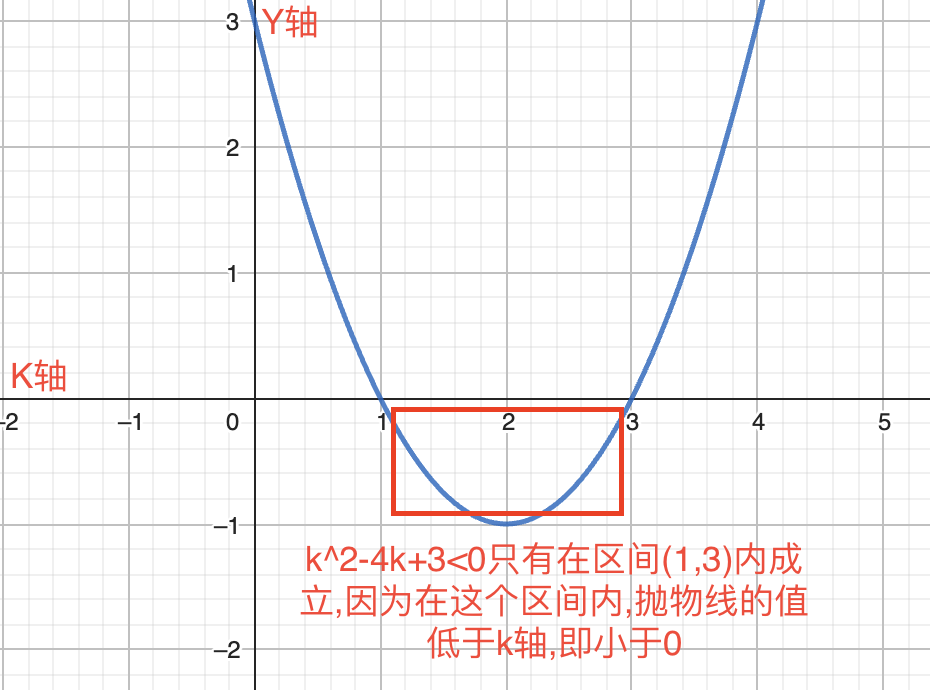 3
Y轴
2
1
K轴
-2
−1
0
1
2
3
4
5
−1
k^2-4k+3<0只有在区间(1,3)内成
立,因为在这个区间内,抛物线的值
低于k轴,即小于0
−2